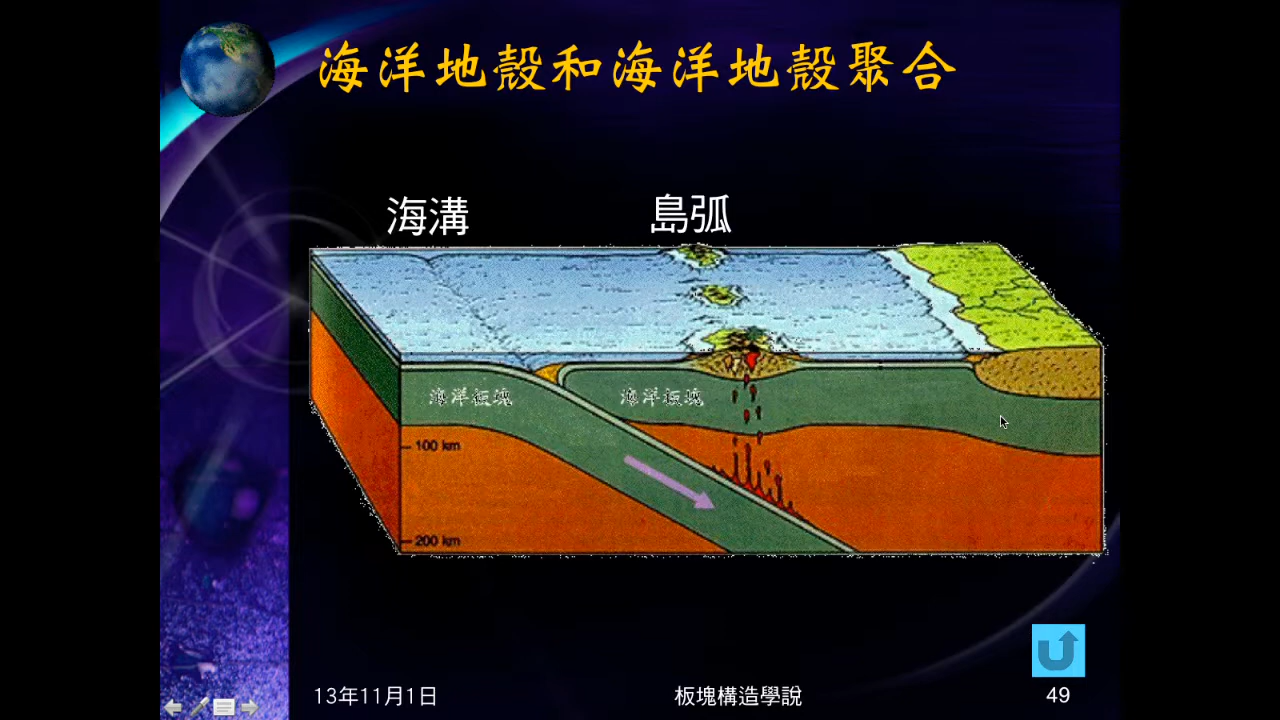 海洋地殼和海洋地殼聚合
海溝
島弧
海洋板塊
海洋板塊
100 km
200 km
13年11月1日
板塊構造學說
49